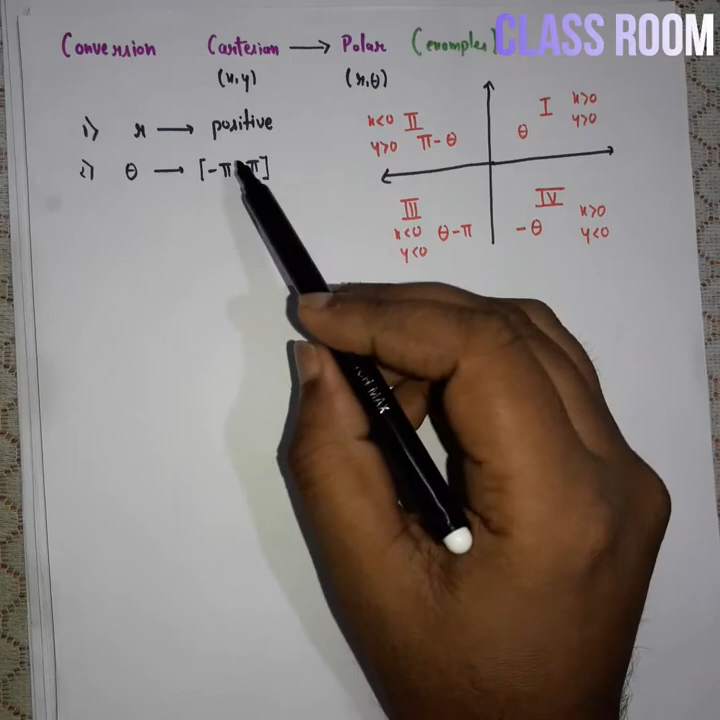 Conversion Cartesian → Polar (examples) CLASS ROOM
(x,y) (r,θ)
1) r → positive
2) θ → [-π π]
x<0 II
y>0 π-θ
I x>0
y>0
θ
III
x<0 θ-π
y<0
IV x>0
-θ y<0